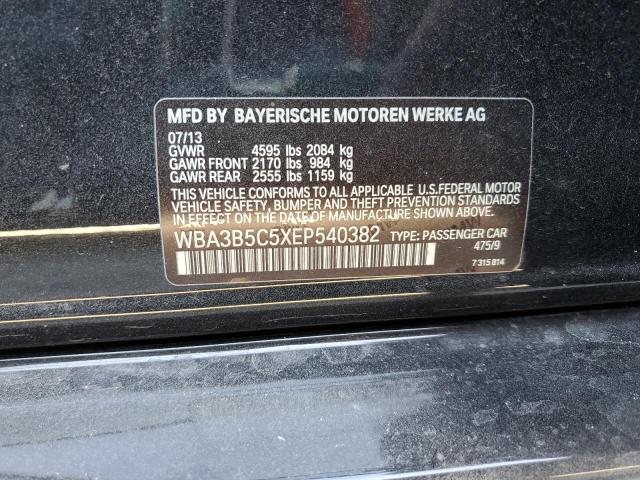 MFD BY BAYERISCHE MOTOREN WERKE AG
07/13
GVWR 4595 lbs 2084 kg
GAWR FRONT 2170 lbs 984 kg
GAWR REAR 2555 lbs 1159 kg
THIS VEHICLE CONFORMS TO ALL APPLICABLE U.S.FEDERAL MOTOR
VEHICLE SAFETY, BUMPER AND THEFT PREVENTION STANDARDS
IN EFFECT ON THE DATE OF MANUFACTURE SHOWN ABOVE.
WBA3B5C5XEP540382 TYPE: PASSENGER CAR
475/9
7 315 814